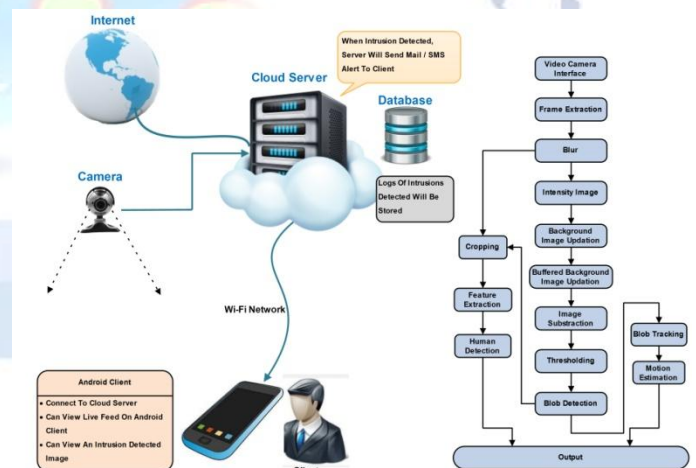 Internet
When Intrusion Detected,
Server Will Send Mail / SMS
Alert To Client
Cloud Server
Database
Camera
Logs Of Intrusions
Detected Will Be
Stored
Wi-Fi Network
Android Client
• Connect To Cloud Server
• Can View Live Feed On Android
Client
• Can View An Intrusion Detected
Image
Video Camera
Interface
Frame Extraction
Blur
Intensity Image
Background
Image Updation
Buffered Background
Image Updation
Image
Substraction
Thresholding
Blob Detection
Cropping
Feature
Extraction
Human
Detection
Blob Tracking
Motion
Estimation
Output